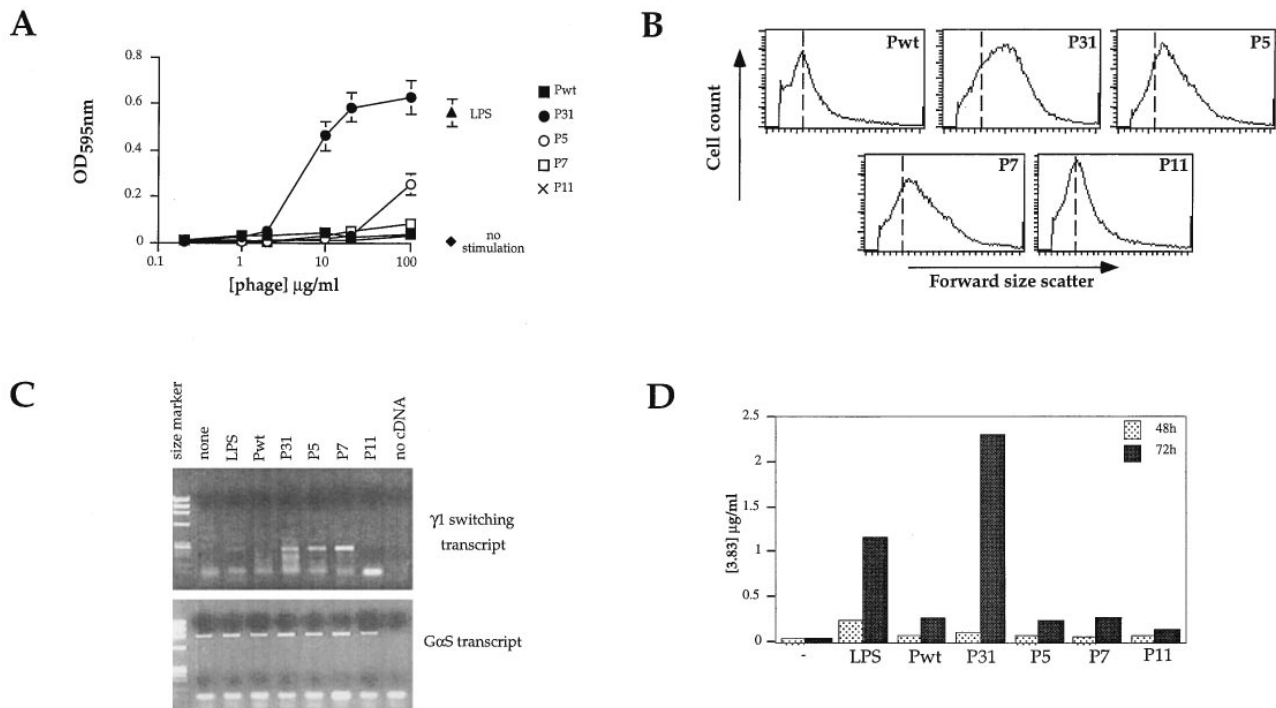 A
OD595nm
0.8
0.6
0.4
0.2
0
0.1
1
10
100
[phage] µg/ml
LPS
no
stimulation
Pwt
P31
P5
P7
P11
B
Cell count
Pwt
P31
P5
P7
P11
Forward size scatter
C
size marker
none
LPS
Pwt
P31
P5
P7
P11
no cDNA
γ1 switching
transcript
GαS transcript
D
[3.83] µg/ml
2.5
2
1.5
1
0.5
0
48h
72h
-
LPS
Pwt
P31
P5
P7
P11